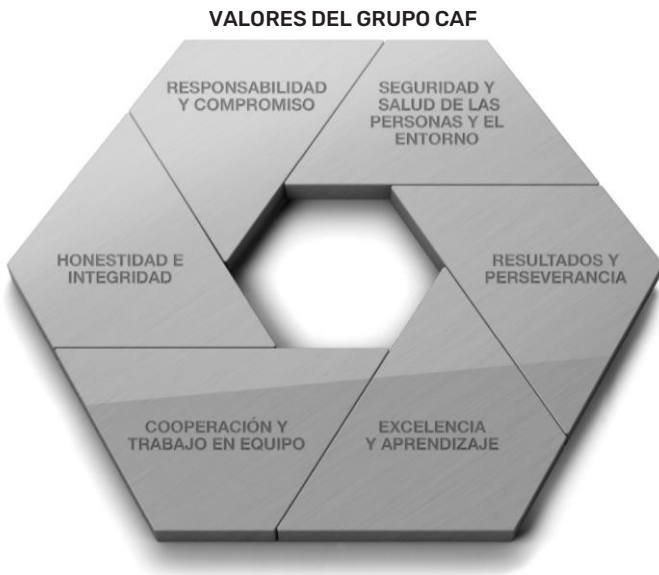 VALORES DEL GRUPO CAF
RESPONSABILIDAD
Y COMPROMISO
SEGURIDAD Y
SALUD DE LAS
PERSONAS Y EL
ENTORNO
HONESTIDAD E
INTEGRIDAD
RESULTADOS Y
PERSEVERANCIA
COOPERACIÓN Y
TRABAJO EN EQUIPO
EXCELENCIA
Y APRENDIZAJE